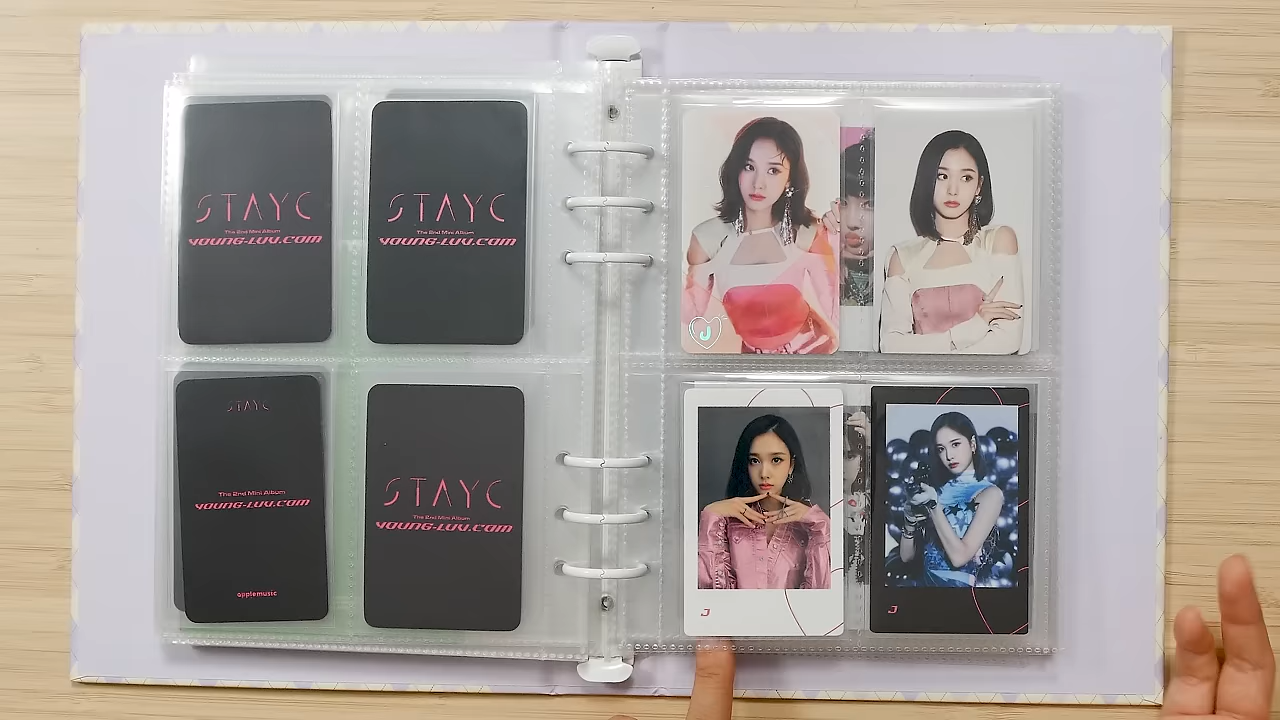 STAYC
The 2nd Mini Album
YOUNG-LUV.COM
STAYC
The 2nd Mini Album
YOUNG-LUV.COM
STAYC
The 2nd Mini Album
YOUNG-LUV.COM
applemusic
STAYC
The 2nd Mini Album
YOUNG-LUV.COM
J
J
J